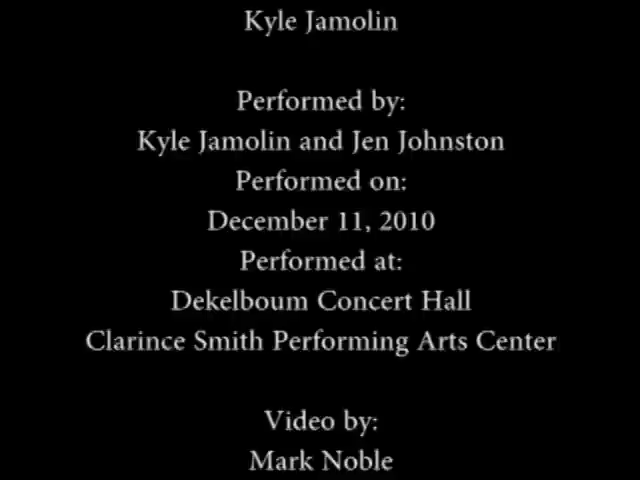 Kyle Jamolin
Performed by:
Kyle Jamolin and Jen Johnston
Performed on:
December 11, 2010
Performed at:
Dekelboum Concert Hall
Clarince Smith Performing Arts Center
Video by:
Mark Noble